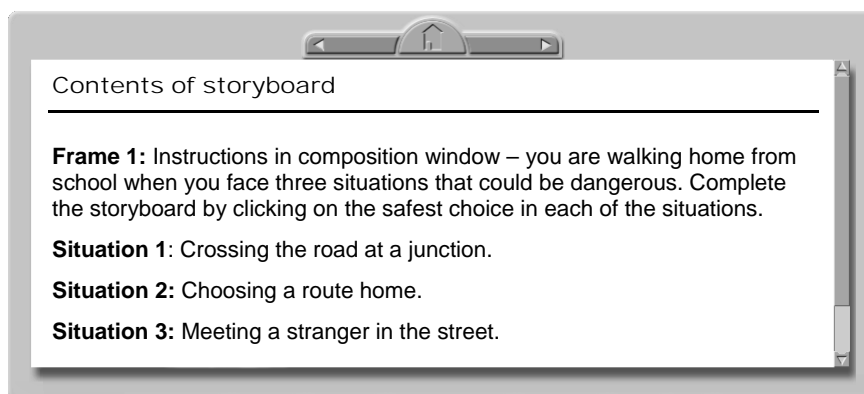 Contents of storyboard
Frame 1: Instructions in composition window – you are walking home from
school when you face three situations that could be dangerous. Complete
the storyboard by clicking on the safest choice in each of the situations.
Situation 1: Crossing the road at a junction.
Situation 2: Choosing a route home.
Situation 3: Meeting a stranger in the street.